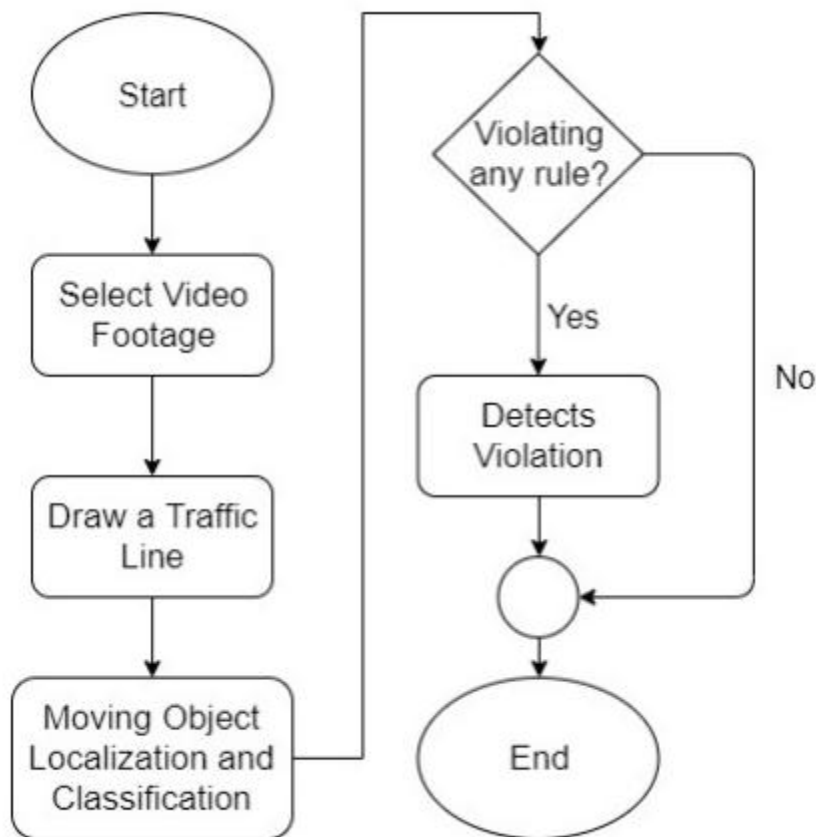 Start
Select Video
Footage
Draw a Traffic
Line
Moving Object
Localization and
Classification
Violating
any rule?
Yes
No
Detects
Violation
End